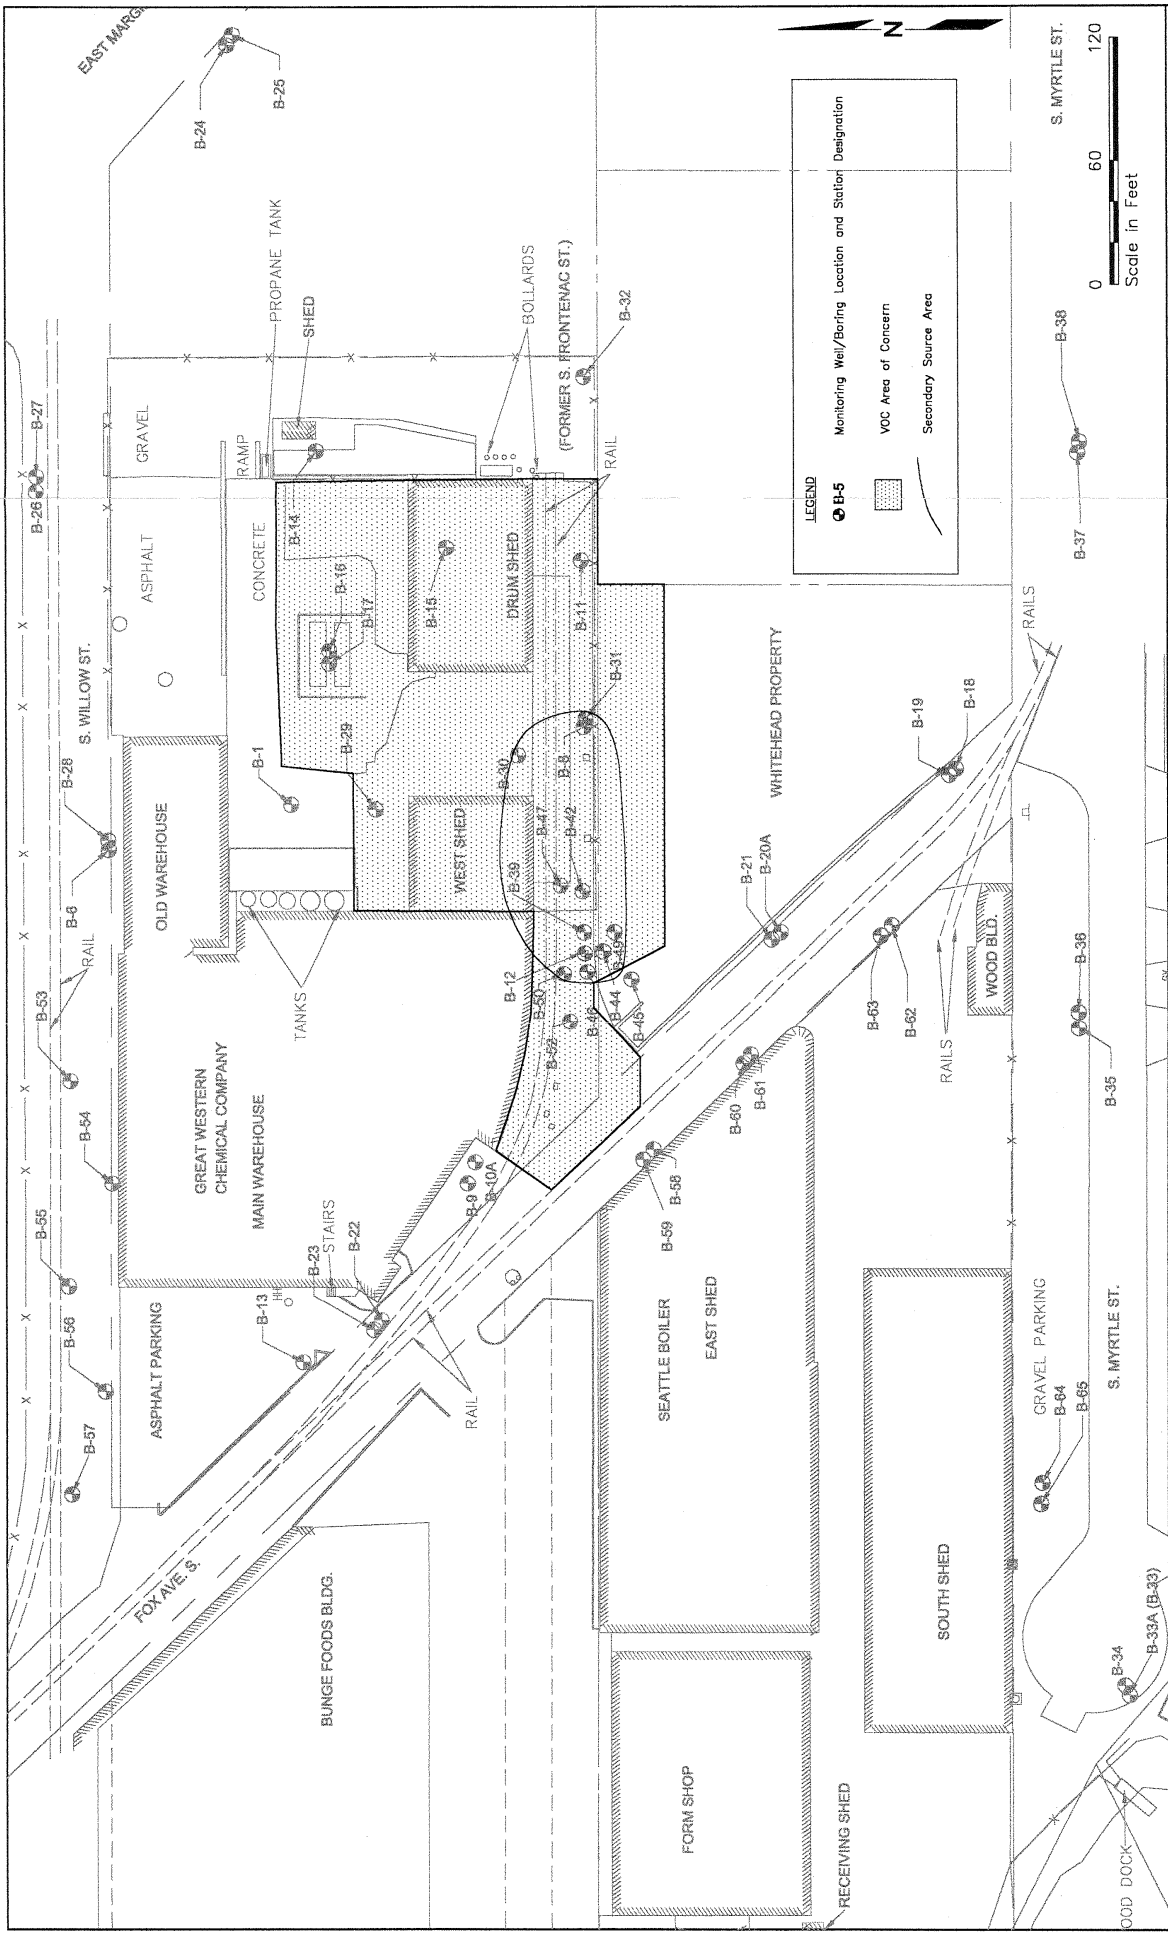 EAST MARG
B-24
B-25
B-26
B-27
S. WILLOW ST.
GRAVEL
ASPHALT
RAMP
CONCRETE
PROPANE TANK
SHED
BOLLARDS
(FORMER S. FRONTENAC ST.)
B-32
RAIL
B-14
B-16
B-17
B-15
DRUM SHED
B-11
B-31
B-28
B-6
RAIL
B-53
B-54
B-55
B-56
B-57
OLD WAREHOUSE
B-1
B-29
TANKS
WEST SHED
B-30
B-8
B-47
B-42
B-39
B-12
B-50
B-52
B-46
B-44
B-49
B-45
GREAT WESTERN
CHEMICAL COMPANY
MAIN WAREHOUSE
STAIRS
B-9
B-10A
B-23
B-22
B-13
ASPHALT PARKING
RAIL
FOX AVE. S.
BUNGE FOODS BLDG.
WHITEHEAD PROPERTY
B-19
B-18
B-21
B-20A
B-63
B-62
B-60
B-61
B-59
B-58
RAILS
RAILS
WOOD BLD.
SEATTLE BOILER
EAST SHED
SOUTH SHED
FORM SHOP
RECEIVING SHED
GRAVEL PARKING
B-64
B-65
S. MYRTLE ST.
B-36
B-35
B-37
B-38
B-34
B-33A (B-33)
OOD DOCK
LEGEND
B-5
Monitoring Well/Boring Location and Station Designation
VOC Area of Concern
Secondary Source Area
N
S. MYRTLE ST.
0 60 120
Scale in Feet